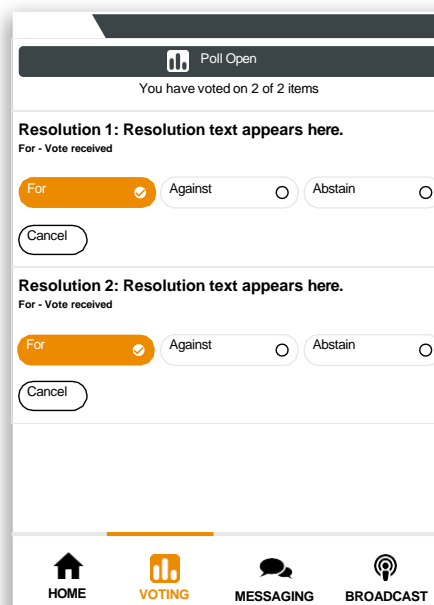 Poll Open
You have voted on 2 of 2 items
Resolution 1: Resolution text appears here.
For - Vote received
For Against Abstain
Cancel
Resolution 2: Resolution text appears here.
For - Vote received
For Against Abstain
Cancel
HOME VOTING MESSAGING BROADCAST